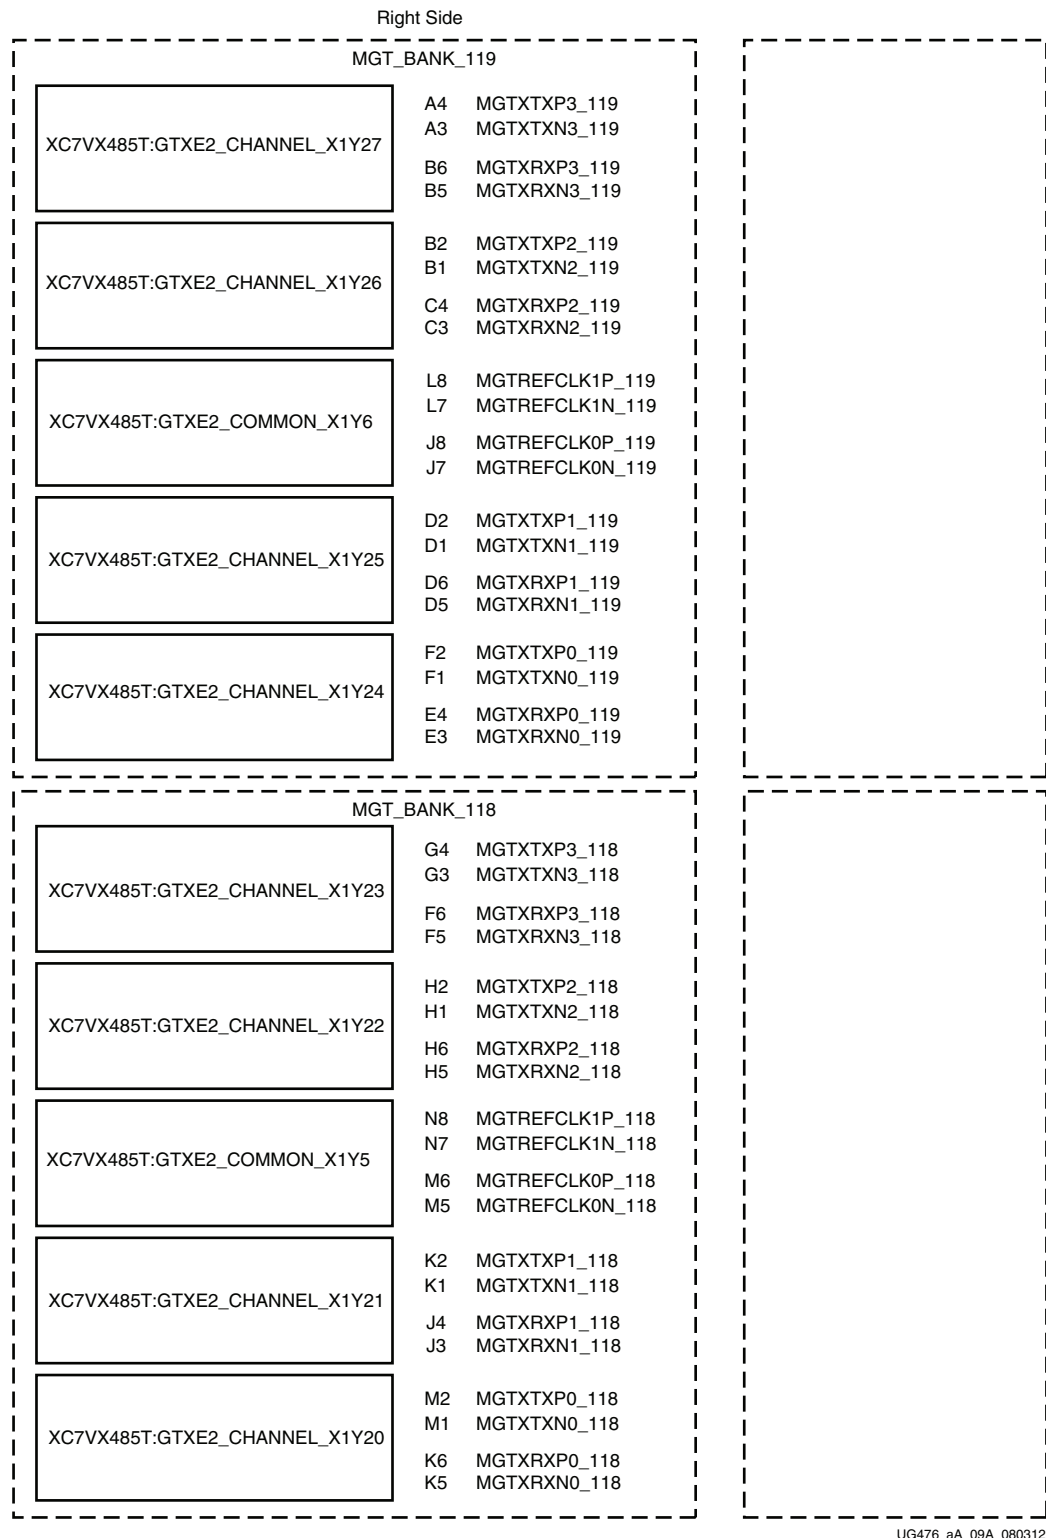 Right Side
MGT_BANK_119
XC7VX485T:GTXE2_CHANNEL_X1Y27
A4 MGTXTXP3_119
A3 MGTXTXN3_119
B6 MGTXRXP3_119
B5 MGTXRXN3_119
XC7VX485T:GTXE2_CHANNEL_X1Y26
B2 MGTXTXP2_119
B1 MGTXTXN2_119
C4 MGTXRXP2_119
C3 MGTXRXN2_119
XC7VX485T:GTXE2_COMMON_X1Y6
L8 MGTREFCLK1P_119
L7 MGTREFCLK1N_119
J8 MGTREFCLK0P_119
J7 MGTREFCLK0N_119
XC7VX485T:GTXE2_CHANNEL_X1Y25
D2 MGTXTXP1_119
D1 MGTXTXN1_119
D6 MGTXRXP1_119
D5 MGTXRXN1_119
XC7VX485T:GTXE2_CHANNEL_X1Y24
F2 MGTXTXP0_119
F1 MGTXTXN0_119
E4 MGTXRXP0_119
E3 MGTXRXN0_119
MGT_BANK_118
XC7VX485T:GTXE2_CHANNEL_X1Y23
G4 MGTXTXP3_118
G3 MGTXTXN3_118
F6 MGTXRXP3_118
F5 MGTXRXN3_118
XC7VX485T:GTXE2_CHANNEL_X1Y22
H2 MGTXTXP2_118
H1 MGTXTXN2_118
H6 MGTXRXP2_118
H5 MGTXRXN2_118
XC7VX485T:GTXE2_COMMON_X1Y5
N8 MGTREFCLK1P_118
N7 MGTREFCLK1N_118
M6 MGTREFCLK0P_118
M5 MGTREFCLK0N_118
XC7VX485T:GTXE2_CHANNEL_X1Y21
K2 MGTXTXP1_118
K1 MGTXTXN1_118
J4 MGTXRXP1_118
J3 MGTXRXN1_118
XC7VX485T:GTXE2_CHANNEL_X1Y20
M2 MGTXTXP0_118
M1 MGTXTXN0_118
K6 MGTXRXP0_118
K5 MGTXRXN0_118
UG476_aA_09A_080312